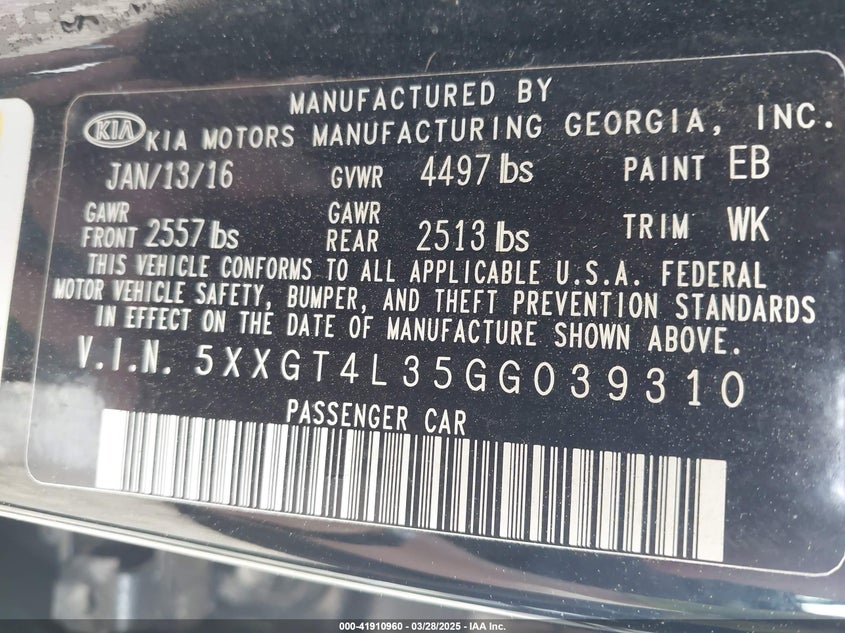 MANUFACTURED BY
KIA KIA MOTORS MANUFACTURING GEORGIA, INC.
JAN/13/16 GVWR 4497 lbs PAINT EB
GAWR FRONT 2557 lbs GAWR REAR 2513 lbs TRIM WK
THIS VEHICLE CONFORMS TO ALL APPLICABLE U.S.A. FEDERAL
MOTOR VEHICLE SAFETY, BUMPER, AND THEFT PREVENTION STANDARDS
IN EFFECT ON THE DATE OF MANUFACTURE SHOWN ABOVE.
V.I.N. 5XXGT4L35GG039310
PASSENGER CAR
000-41910960 - 03/28/2025 - IAA Inc.